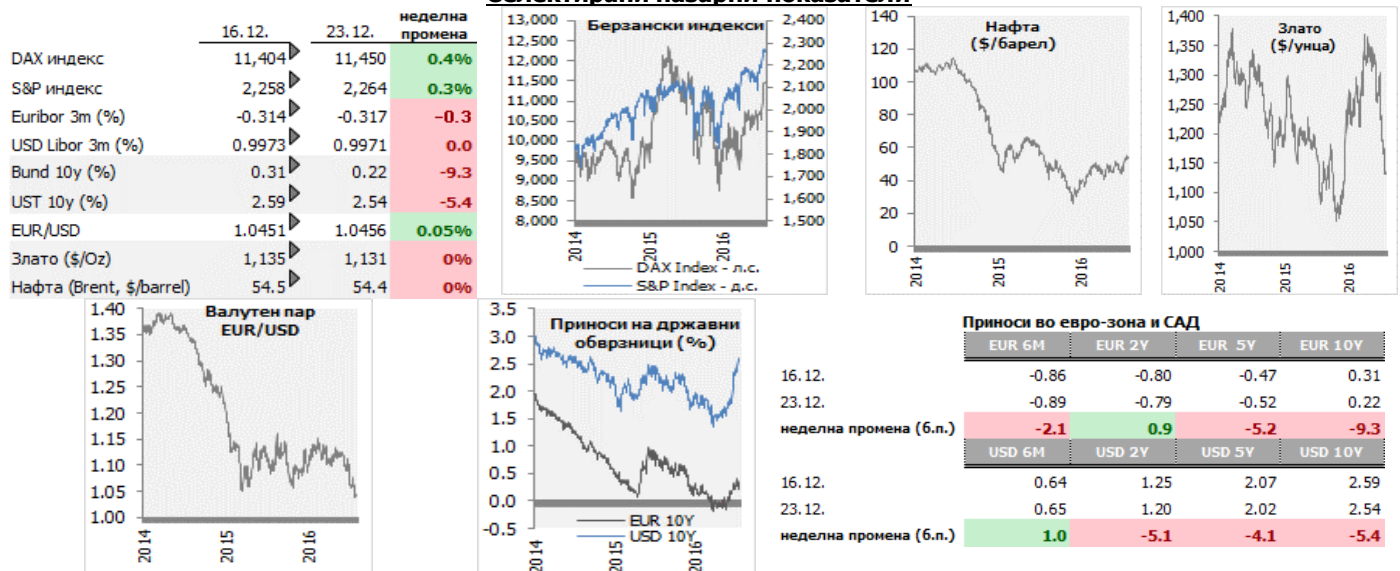 Селектирани пазарни показатели
16.12. 23.12. неделна промена
DAX индекс 11,404 11,450 0.4%
S&P индекс 2,258 2,264 0.3%
Euribor 3m (%) -0.314 -0.317 -0.3
USD Libor 3m (%) 0.9973 0.9971 0.0
Bund 10y (%) 0.31 0.22 -9.3
UST 10y (%) 2.59 2.54 -5.4
EUR/USD 1.0451 1.0456 0.05%
Злато ($/Oz) 1,135 1,131 0%
Нафта (Brent, $/barrel) 54.5 54.4 0%
Берзански индекси
13,000 2,400
12,500 2,300
12,000 2,200
11,500
11,000 2,100
10,500 2,000
10,000 1,900
9,500 1,800
9,000 1,700
8,500 1,600
8,000 1,500
2014 2015 2016
DAX Index - л.с.
S&P Index - д.с.
Нафта
($/барел)
140
120
100
80
60
40
20
0
2014 2015 2016
Злато
($/унца)
1,400
1,350
1,300
1,250
1,200
1,150
1,100
1,050
1,000
2014 2015 2016
Валутен пар
EUR/USD
1.40
1.35
1.30
1.25
1.20
1.15
1.10
1.05
1.00
2014 2015 2016
Приноси на државни
обврзници (%)
3.5
3.0
2.5
2.0
1.5
1.0
0.5
0.0
-0.5
EUR 10Y
USD 10Y
2014 2015 2016
Приноси во евро-зона и САД
EUR 6M EUR 2Y EUR 5Y EUR 10Y
16.12. -0.86 -0.80 -0.47 0.31
23.12. -0.89 -0.79 -0.52 0.22
неделна промена (б.п.) -2.1 0.9 -5.2 -9.3
USD 6M USD 2Y USD 5Y USD 10Y
16.12. 0.64 1.25 2.07 2.59
23.12. 0.65 1.20 2.02 2.54
неделна промена (б.п.) 1.0 -5.1 -4.1 -5.4